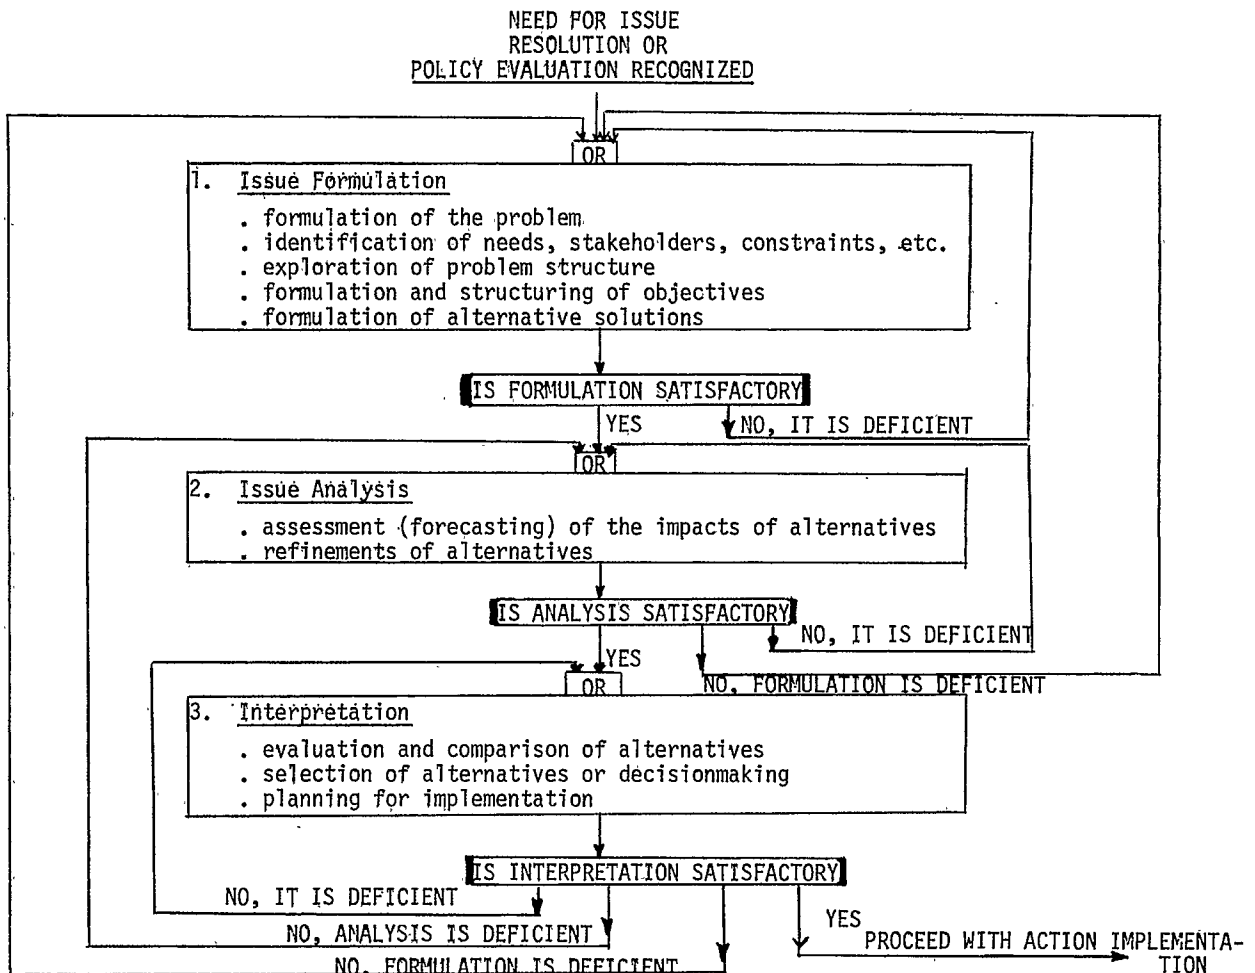 NEED FOR ISSUE
RESOLUTION OR
POLICY EVALUATION RECOGNIZED
OR
1. Issue Formulation
. formulation of the problem
. identification of needs, stakeholders, constraints, etc.
. exploration of problem structure
. formulation and structuring of objectives
. formulation of alternative solutions
IS FORMULATION SATISFACTORY
YES
NO, IT IS DEFICIENT
OR
2. Issue Analysis
. assessment (forecasting) of the impacts of alternatives
. refinements of alternatives
IS ANALYSIS SATISFACTORY
NO, IT IS DEFICIENT
YES
NO, FORMULATION IS DEFICIENT
OR
3. Interpretation
. evaluation and comparison of alternatives
. selection of alternatives or decisionmaking
. planning for implementation
IS INTERPRETATION SATISFACTORY
NO, IT IS DEFICIENT
YES
NO, ANALYSIS IS DEFICIENT
PROCEED WITH ACTION IMPLEMENTA-
TION
NO, FORMULATION IS DEFICIENT